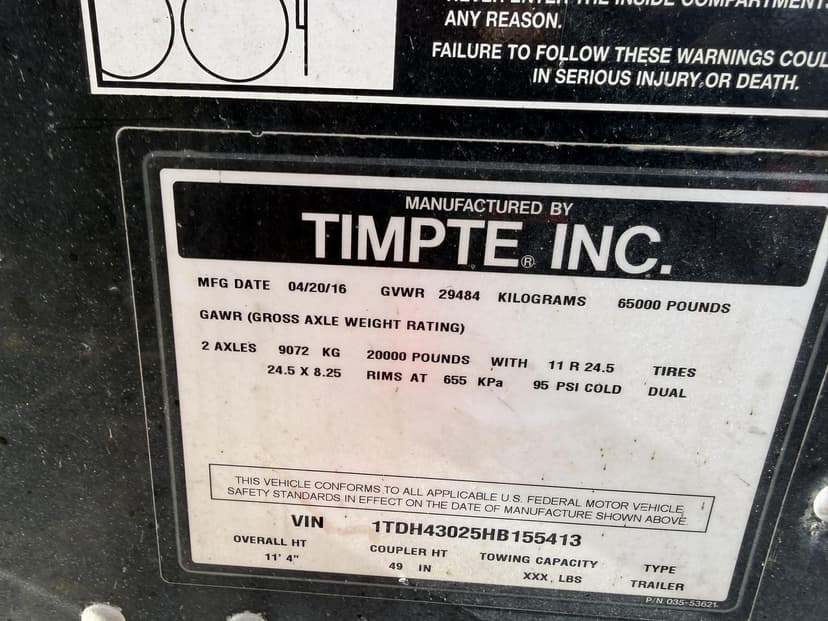 ANY REASON.
FAILURE TO FOLLOW THESE WARNINGS
IN SERIOUS INJURY OR DEATH.
MANUFACTURED BY
TIMPTE® INC.
MFG DATE 04/20/16 GVWR 29484 KILOGRAMS 65000 POUNDS
GAWR (GROSS AXLE WEIGHT RATING)
2 AXLES 9072 KG 20000 POUNDS WITH 11 R 24.5 TIRES
24.5 X 8.25 RIMS AT 655 KPa 95 PSI COLD DUAL
THIS VEHICLE CONFORMS TO ALL APPLICABLE U.S. FEDERAL MOTOR VEHICLE
SAFETY STANDARDS IN EFFECT ON THE DATE OF MANUFACTURE SHOWN ABOVE.
VIN 1TDH43025HB155413
OVERALL HT COUPLER HT TOWING CAPACITY TYPE
11' 4" 49 IN XXX, LBS TRAILER
P/N 035-53621